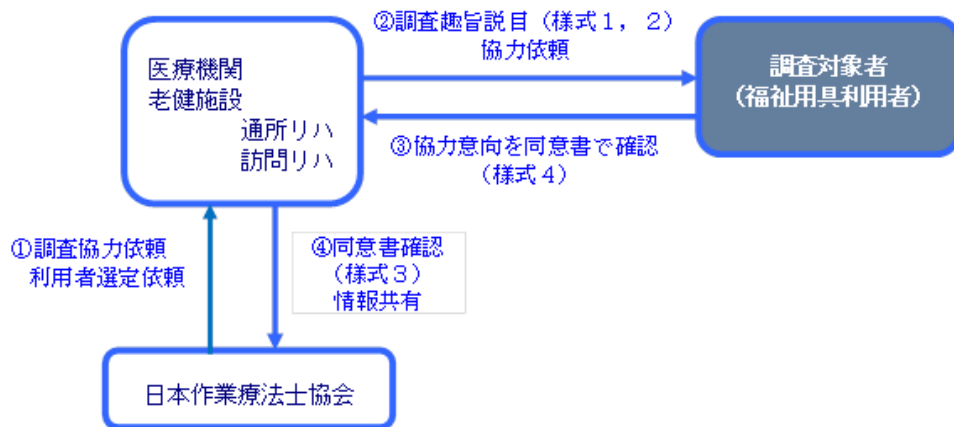 ②調査趣旨説目（様式１，２）
協力依頼
医療機関
老健施設
通所リハ
訪問リハ
調査対象者
（福祉用具利用者）
③協力意向を同意書で確認
（様式４）
①調査協力依頼
利用者選定依頼
④同意書確認
（様式３）
情報共有
日本作業療法士協会